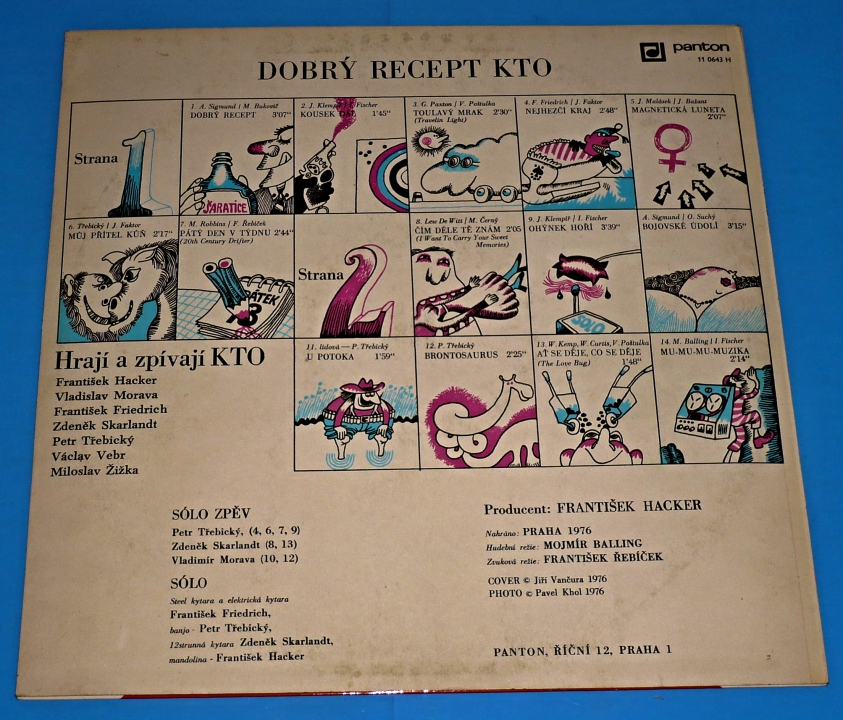 panton
11 0643 H
DOBRÝ RECEPT KTO
Strana 1
1. A. Sigmund / M. Bukovič
DOBRÝ RECEPT 3'07"
ŠARATICE
2. J. Klempíř / I. Fischer
KOUSEK DÁL 1'45"
3. G. Paxton / V. Poštulka
TOULAVÝ MRAK 2'30"
(Travelin Light)
4. F. Friedrich / J. Faktor
NEJHEZČÍ KRAJ 2'48"
5. J. Malásek / J. Bažant
MAGNETICKÁ LUNETA
2'07"
6. Třebický / J. Faktor
MŮJ PŘÍTEL KŮŇ 2'17"
7. M. Robbins / F. Řebíček
PÁTÝ DEN V TÝDNU 2'44"
(20th Century Drifter)
PÁTEK
13
Strana 2
8. Lew De Witt / M. Černý
ČÍM DÉLE TĚ ZNÁM 2'05
(I Want To Carry Your Sweet
Memories)
9. J. Klempíř / I. Fischer
OHÝNEK HOŘÍ 3'39"
SOLO
A. Sigmund / O. Suchý
BOJOVSKÉ ÚDOLÍ 3'15"
11. lidová — P. Třebický
U POTOKA 1'59"
12. P. Třebický
BRONTOSAURUS 2'25"
13. W. Kemp, W. Curtis, V. Poštulka
AŤ SE DĚJE, CO SE DĚJE
(The Love Bug) 1'48"
14. M. Balling / I. Fischer
MU-MU-MU-MUZIKA
2'14"
Hrají a zpívají KTO
František Hacker
Vladislav Morava
František Friedrich
Zdeněk Skarlandt
Petr Třebický
Václav Vebr
Miloslav Žižka
SÓLO ZPĚV
Petr Třebický, (4, 6, 7, 9)
Zdeněk Skarlandt (8, 13)
Vladimír Morava (10, 12)
SÓLO
Steel kytara a elektrická kytara
František Friedrich,
banjo - Petr Třebický,
12strunná kytara Zdeněk Skarlandt,
mandolina - František Hacker
Producent: FRANTIŠEK HACKER
Nahráno: PRAHA 1976
Hudební režie: MOJMÍR BALLING
Zvuková režie: FRANTIŠEK ŘEBÍČEK
COVER © Jiří Vančura 1976
PHOTO © Pavel Khol 1976
PANTON, ŘÍČNÍ 12, PRAHA 1